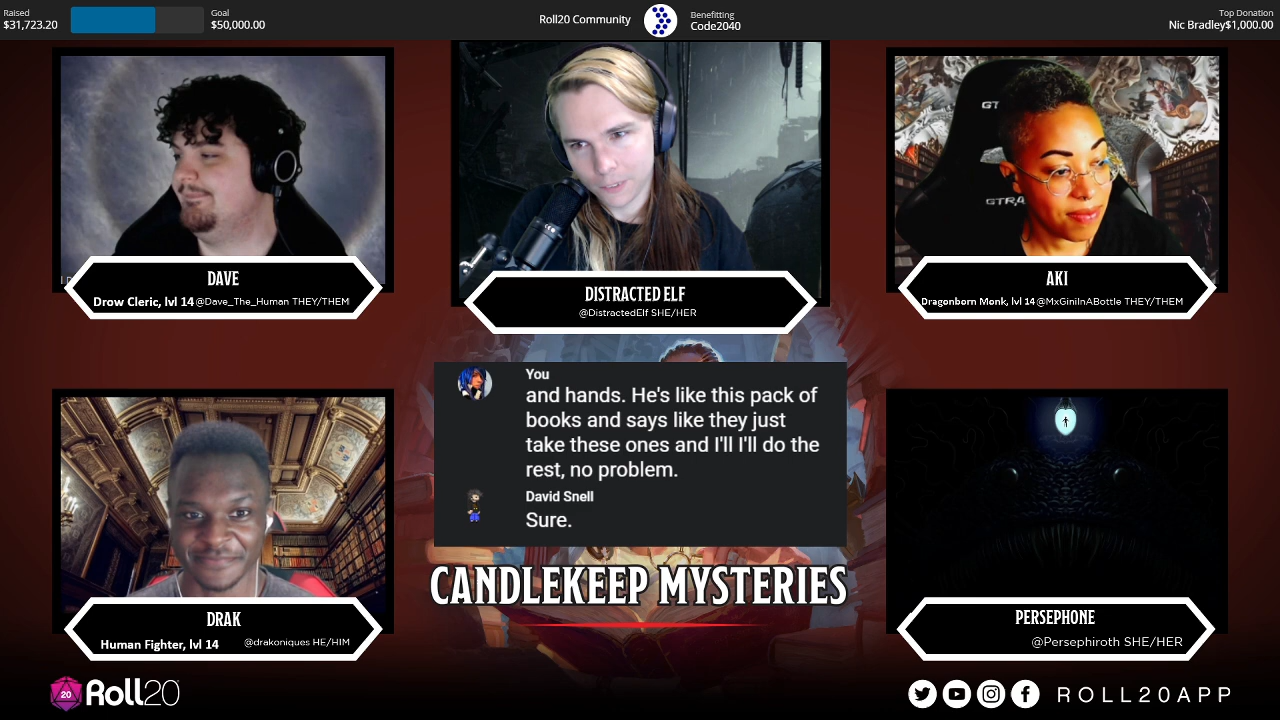 Raised
$31,723.20
Goal
$50,000.00
Roll20 Community
Benefitting
Code2040
Top Donation
Nic Bradley$1,000.00
GT
GTRA
DAVE
Drow Cleric, lvl 14 @Dave_The_Human THEY/THEM
DISTRACTED ELF
@DistractedElf SHE/HER
AKI
Dragonborn Monk, lvl 14 @MxGiniInABottle THEY/THEM
You
and hands. He's like this pack of
books and says like they just
take these ones and I'll I'll do the
rest, no problem.
David Snell
Sure.
CANDLEKEEP MYSTERIES
DRAK
Human Fighter, lvl 14 @drakoniques HE/HIM
PERSEPHONE
@Persephiroth SHE/HER
20 Roll20
ROLL20APP